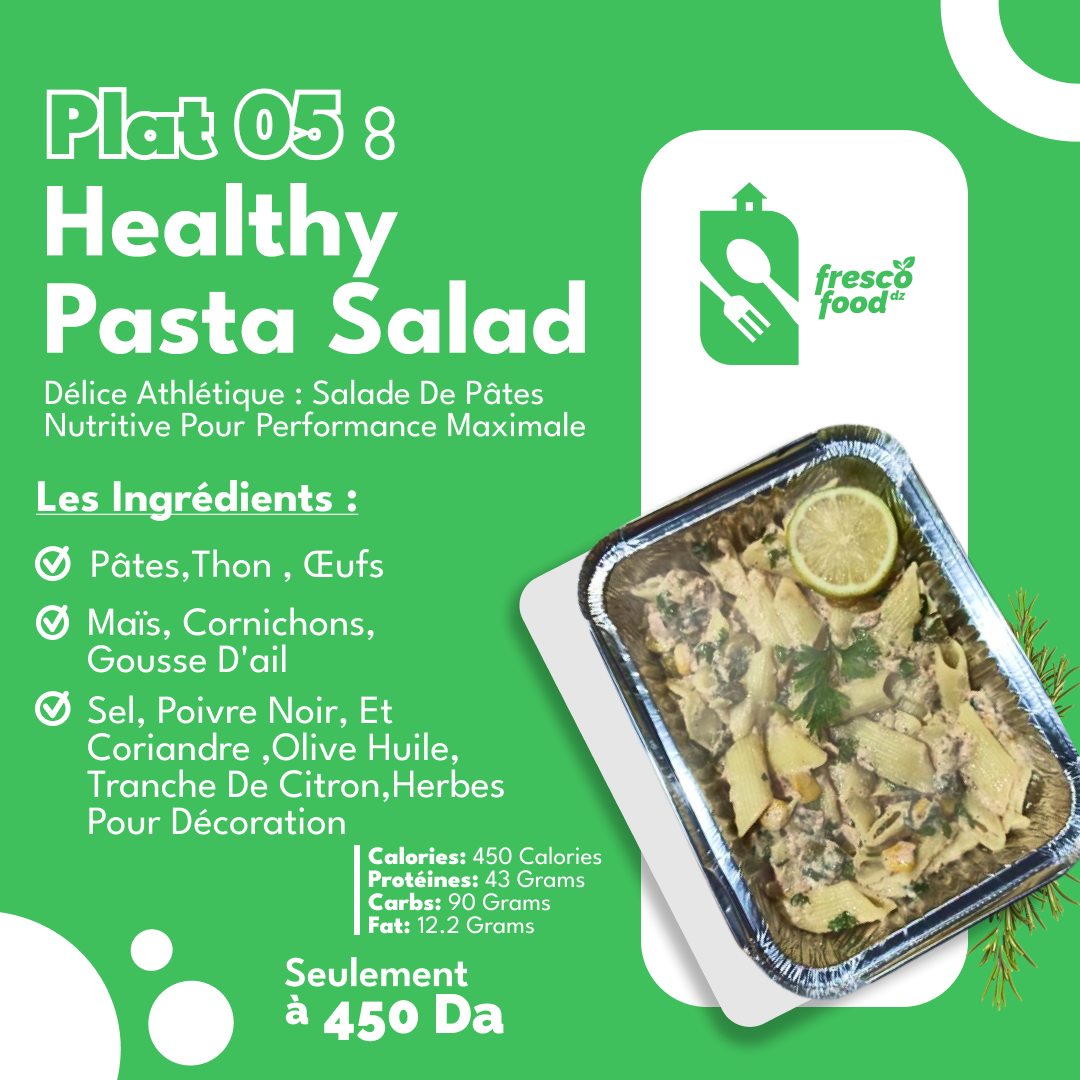 Plat 05 :
Healthy
Pasta Salad
Délice Athlétique : Salade De Pâtes
Nutritive Pour Performance Maximale
Les Ingrédients :
Pâtes,Thon , Œufs
Maïs, Cornichons,
Gousse D'ail
Sel, Poivre Noir, Et
Coriandre ,Olive Huile,
Tranche De Citron,Herbes
Pour Décoration
Calories: 450 Calories
Protéines: 43 Grams
Carbs: 90 Grams
Fat: 12.2 Grams
Seulement
à 450 Da
fresco
food dz